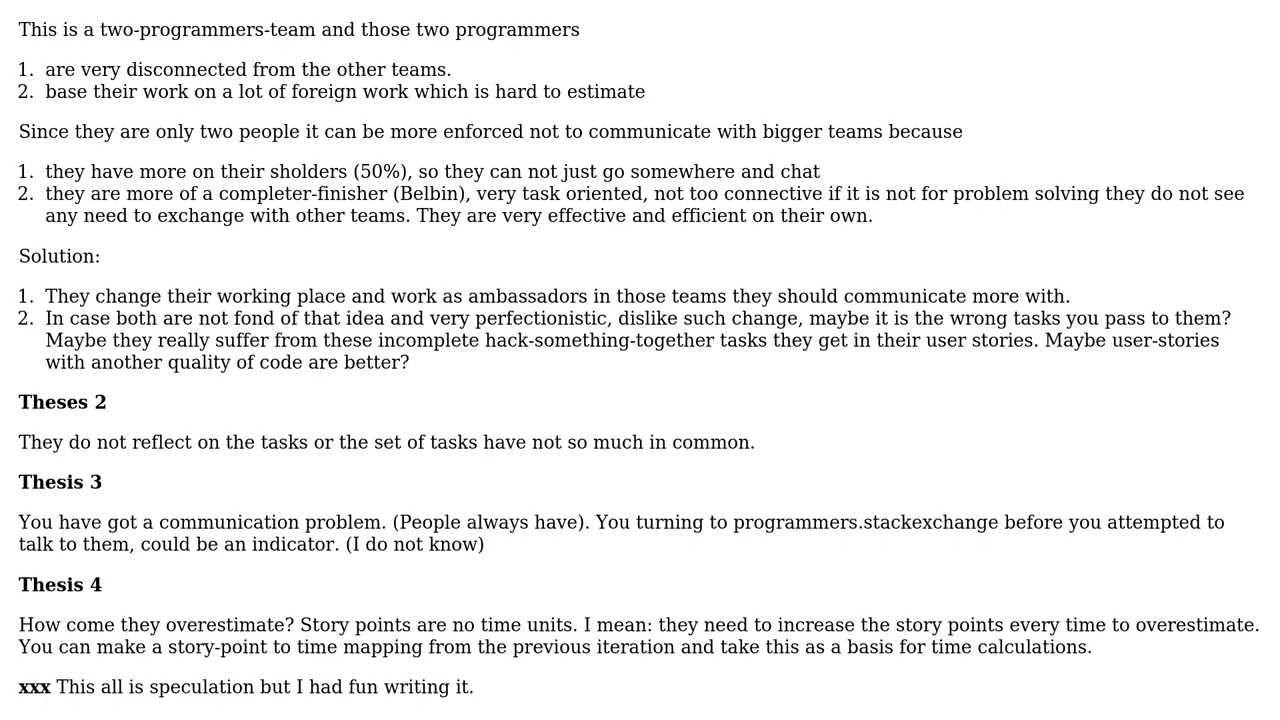 This is a two-programmers-team and those two programmers
1. are very disconnected from the other teams.
2. base their work on a lot of foreign work which is hard to estimate
Since they are only two people it can be more enforced not to communicate with bigger teams because
1. they have more on their sholders (50%), so they can not just go somewhere and chat
2. they are more of a completer-finisher (Belbin), very task oriented, not too connective if it is not for problem solving they do not see
any need to exchange with other teams. They are very effective and efficient on their own.
Solution:
1. They change their working place and work as ambassadors in those teams they should communicate more with.
2. In case both are not fond of that idea and very perfectionistic, dislike such change, maybe it is the wrong tasks you pass to them?
Maybe they really suffer from these incomplete hack-something-together tasks they get in their user stories. Maybe user-stories
with another quality of code are better?
Theses 2
They do not reflect on the tasks or the set of tasks have not so much in common.
Thesis 3
You have got a communication problem. (People always have). You turning to programmers.stackexchange before you attempted to
talk to them, could be an indicator. (I do not know)
Thesis 4
How come they overestimate? Story points are no time units. I mean: they need to increase the story points every time to overestimate.
You can make a story-point to time mapping from the previous iteration and take this as a basis for time calculations.
xxx This all is speculation but I had fun writing it.